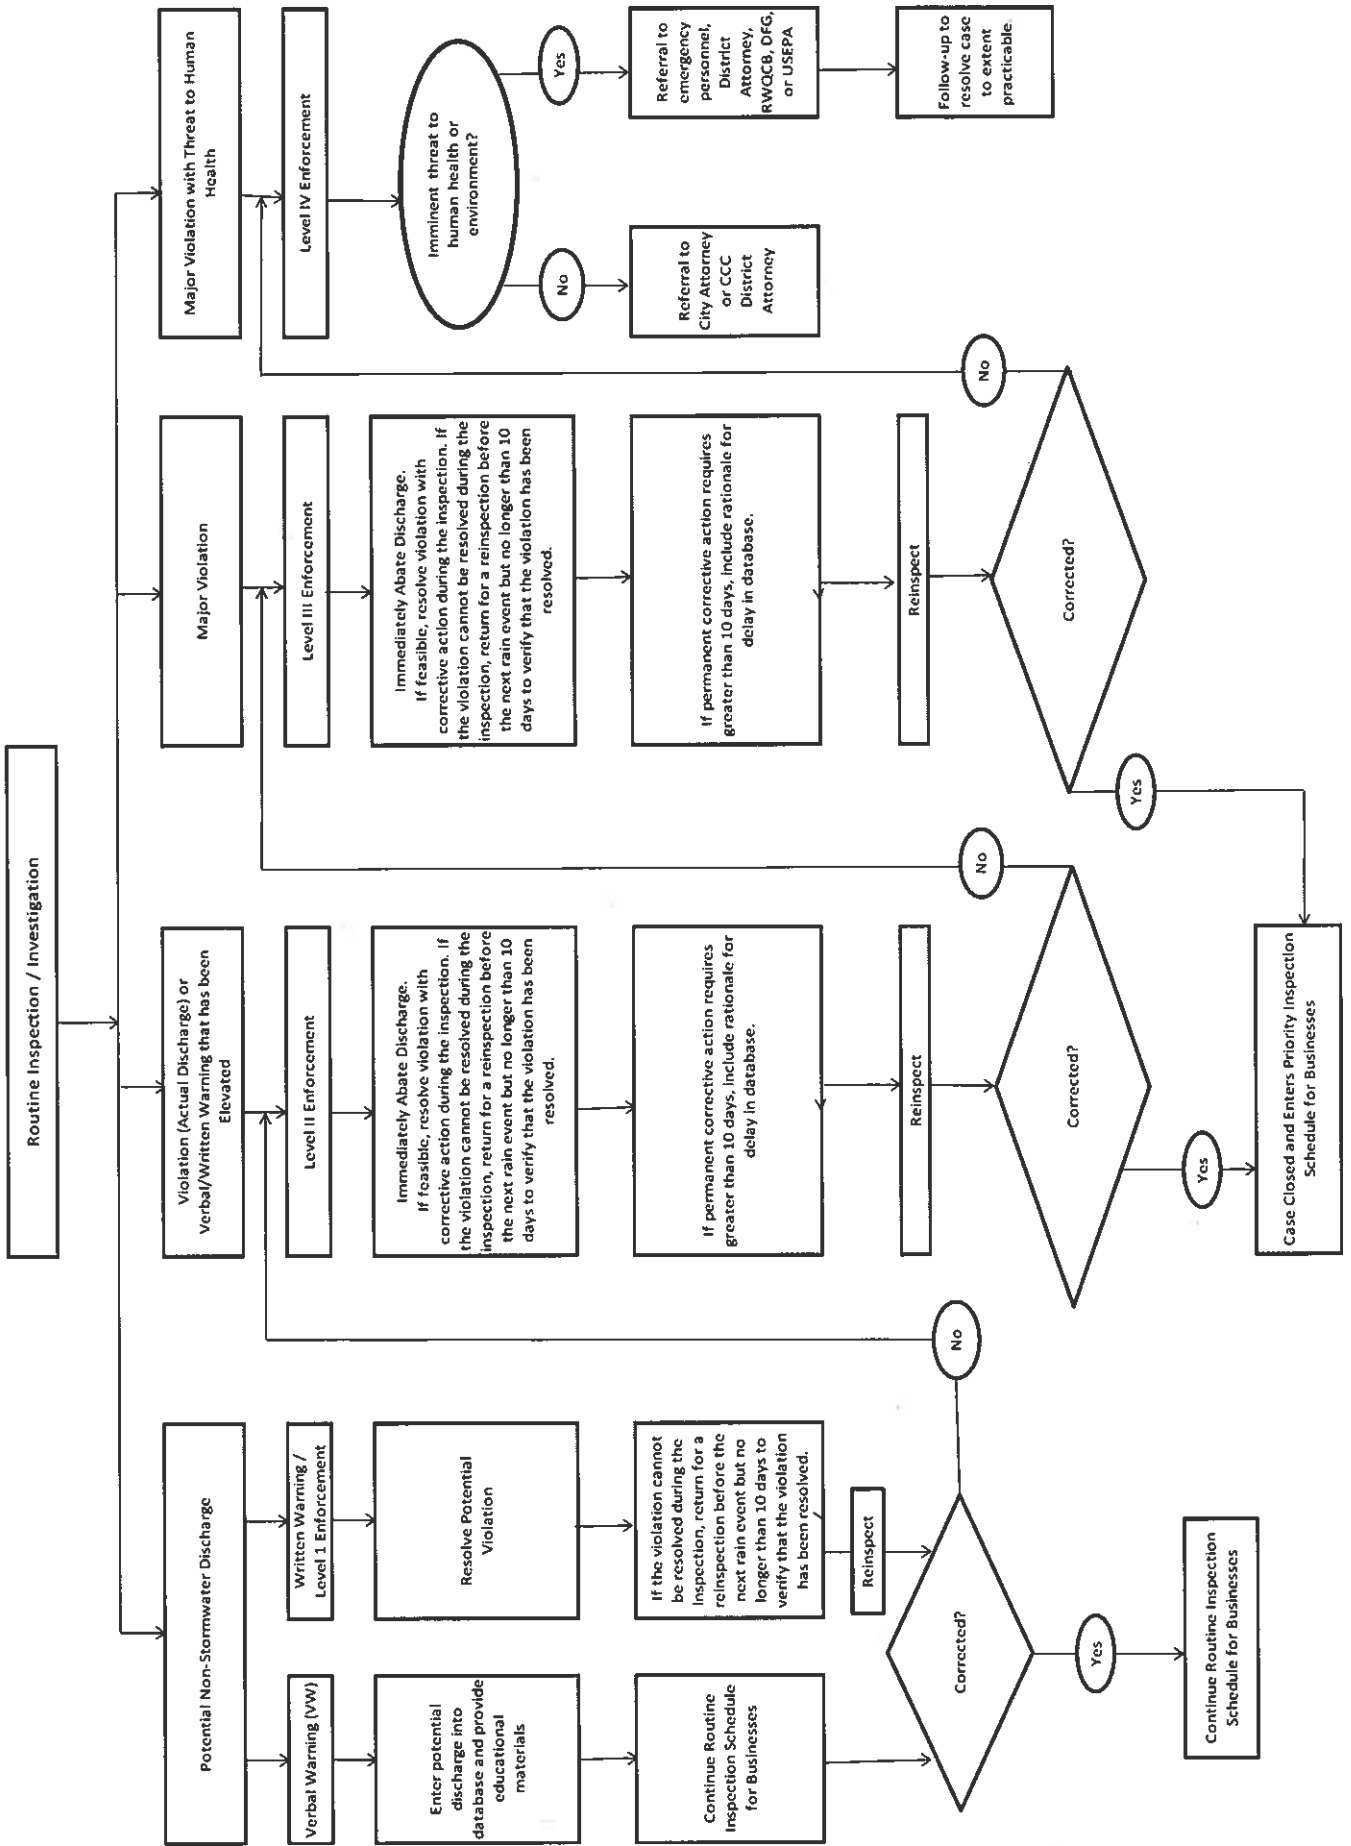 Routine Inspection / Investigation
Potential Non-Stormwater Discharge
Verbal Warning (VW)
Enter potential
discharge into
database and provide
educational
materials
Continue Routine
Inspection Schedule
for Businesses
Written Warning /
Level 1 Enforcement
Resolve Potential
Violation
If the violation cannot
be resolved during the
Inspection, return for a
reinspection before the
next rain event but no
longer than 10 days to
verify that the violation
has been resolved.
Reinspect
Corrected?
No
Yes
Continue Routine Inspection
Schedule for Businesses
Violation (Actual Discharge) or
Verbal/Written Warning that has been
Elevated
Level II Enforcement
Immediately Abate Discharge.
If feasible, resolve violation with
corrective action during the inspection. If
the violation cannot be resolved during the
inspection, return for a reinspection before
the next rain event but no longer than 10
days to verify that the violation has been
resolved.
If permanent corrective action requires
greater than 10 days, include rationale for
delay in database.
Reinspect
Corrected?
No
Yes
Case Closed and Enters Priority Inspection
Schedule for Businesses
Major Violation
Level III Enforcement
Immediately Abate Discharge.
If feasible, resolve violation with
corrective action during the inspection. If
the violation cannot be resolved during the
inspection, return for a reinspection before
the next rain event but no longer than 10
days to verify that the violation has been
resolved.
If permanent corrective action requires
greater than 10 days, include rationale for
delay in database.
Reinspect
Corrected?
No
Yes
Major Violation with Threat to Human
Health
Level IV Enforcement
Imminent threat to
human health or
environment?
No
Referral to
City Attorney
or CCC
District
Attorney
Yes
Referral to
emergency
personnel,
District
Attorney,
RWQCB, DFG,
or USEPA
Follow-up to
resolve case
to extent
practicable.